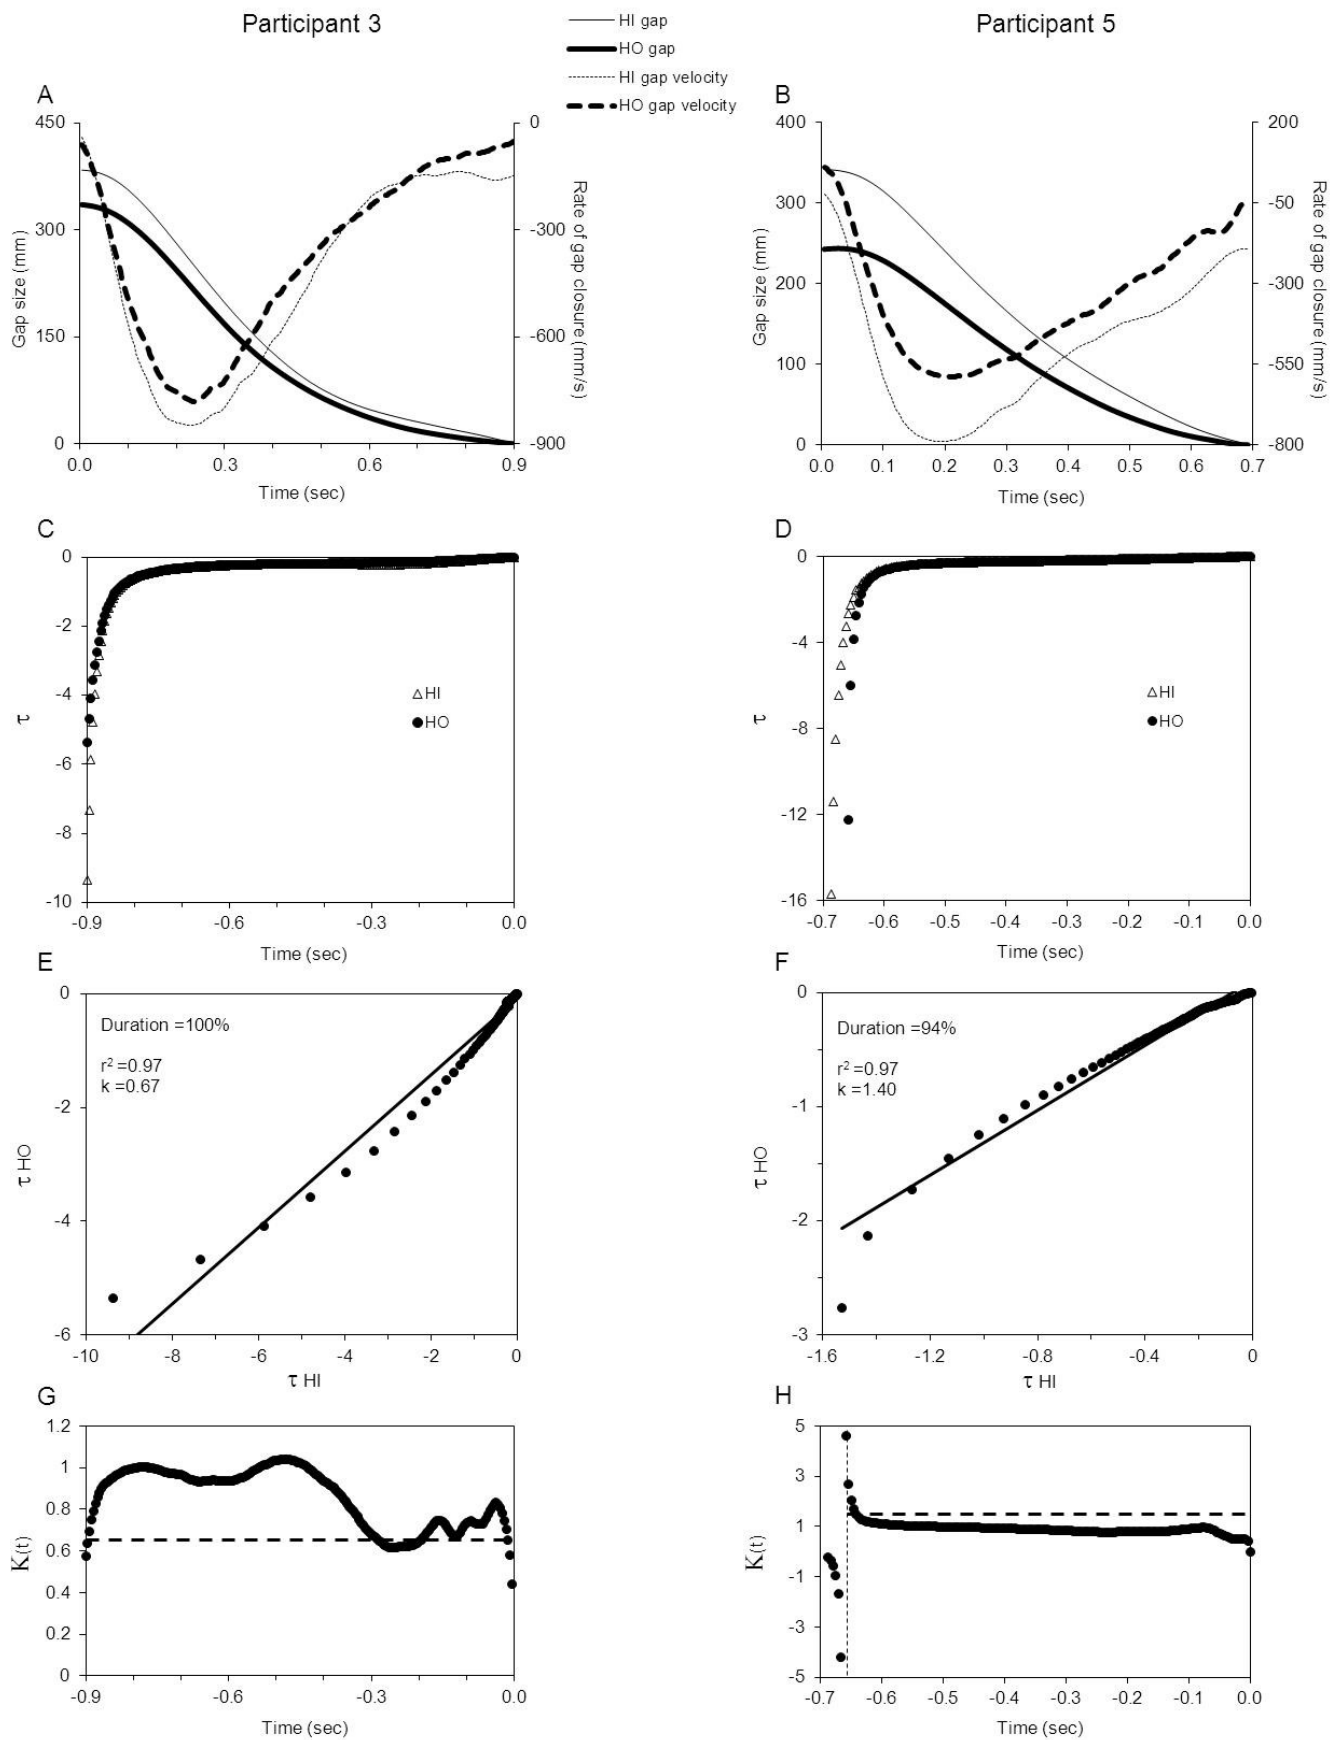 Participant 3
HI gap
HO gap
HI gap velocity
HO gap velocity
Participant 5
A
450
300
150
0
Gap size (mm)
0
-300
-600
-900
Rate of gap closure (mm/s)
0.0 0.3 0.6 0.9
Time (sec)
B
400
300
200
100
0
Gap size (mm)
200
-50
-300
-550
-800
Rate of gap closure (mm/s)
0.0 0.1 0.2 0.3 0.4 0.5 0.6 0.7
Time (sec)
C
0
-2
-4
-6
-8
-10
τ
HI
HO
-0.9 -0.6 -0.3 0.0
Time (sec)
D
0
-4
-8
-12
-16
τ
HI
HO
-0.7 -0.6 -0.5 -0.4 -0.3 -0.2 -0.1 0.0
Time (sec)
E
0
-2
-4
-6
τ HO
Duration =100%
r² =0.97
k =0.67
-10 -8 -6 -4 -2 0
τ HI
F
0
-1
-2
-3
τ HO
Duration =94%
r² =0.97
k =1.40
-1.6 -1.2 -0.8 -0.4 0
τ HI
G
1.2
1
0.8
0.6
0.4
0.2
0
K(t)
-0.9 -0.6 -0.3 0.0
Time (sec)
H
5
3
1
-1
-3
-5
K(t)
-0.7 -0.6 -0.5 -0.4 -0.3 -0.2 -0.1 0.0
Time (sec)